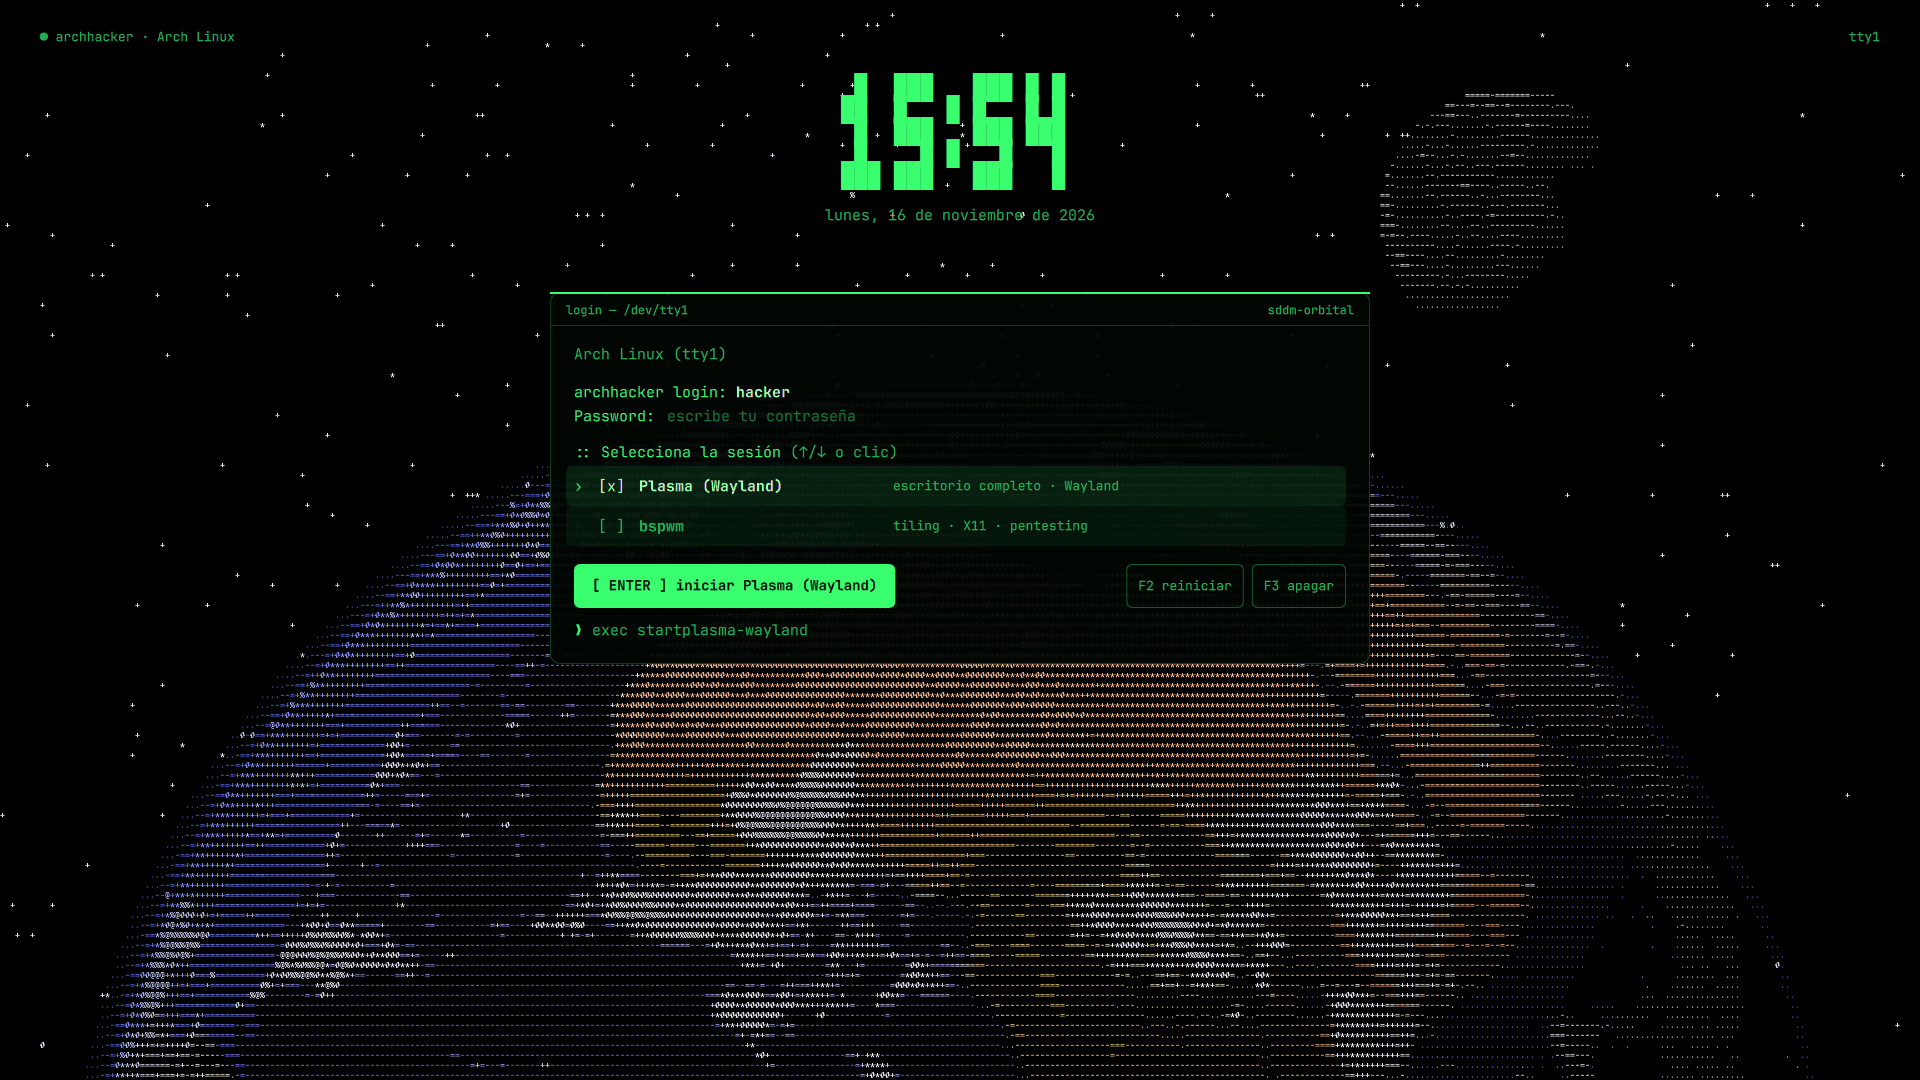 ● archhacker · Arch Linux
tty1
15:54
lunes, 16 de noviembre de 2026
login — /dev/tty1
sddm-orbital
Arch Linux (tty1)
archhacker login: hacker
Password: escribe tu contraseña
:: Selecciona la sesión (↑/↓ o clic)
› [x] Plasma (Wayland) escritorio completo · Wayland
[ ] bspwm tiling · X11 · pentesting
[ ENTER ] iniciar Plasma (Wayland)
F2 reiniciar
F3 apagar
❯ exec startplasma-wayland